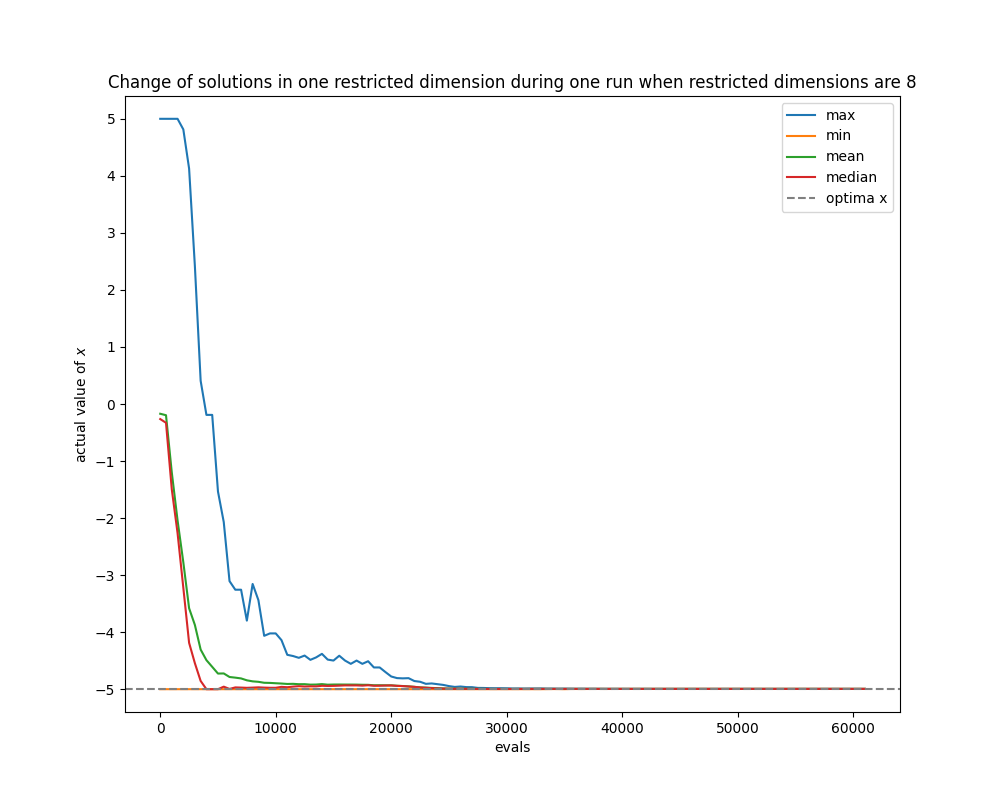 Change of solutions in one restricted dimension during one run when restricted dimensions are 8
max
min
mean
median
optima x
5
4
3
2
1
0
−1
−2
−3
−4
−5
actual value of x
0 10000 20000 30000 40000 50000 60000
evals